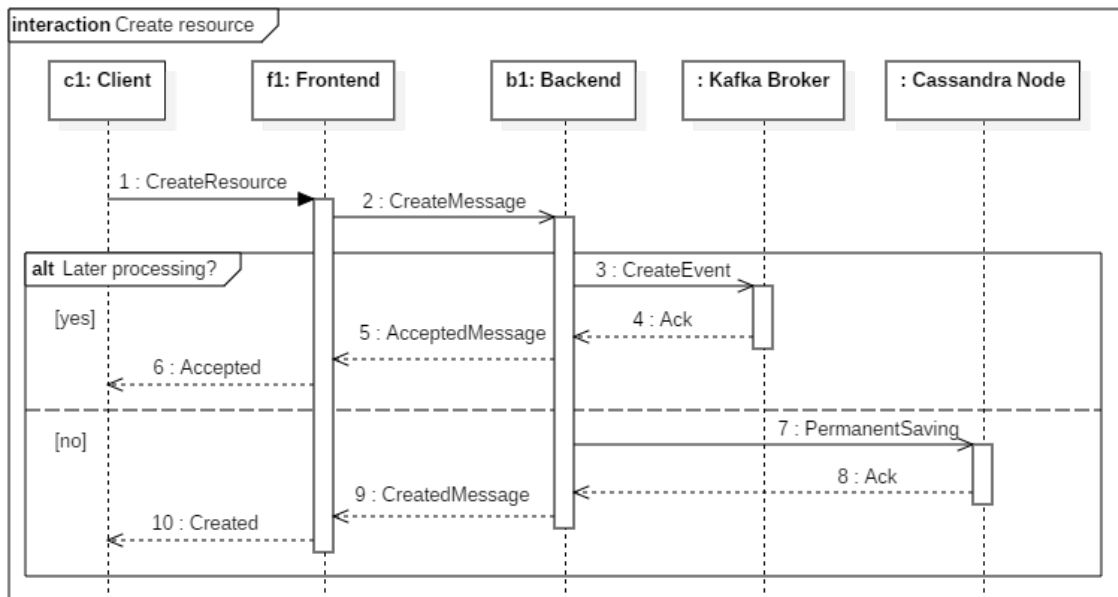 interaction Create resource
c1: Client
f1: Frontend
b1: Backend
: Kafka Broker
: Cassandra Node
1 : CreateResource
2 : CreateMessage
alt Later processing?
3 : CreateEvent
[yes]
4 : Ack
5 : AcceptedMessage
6 : Accepted
[no]
7 : PermanentSaving
8 : Ack
9 : CreatedMessage
10 : Created